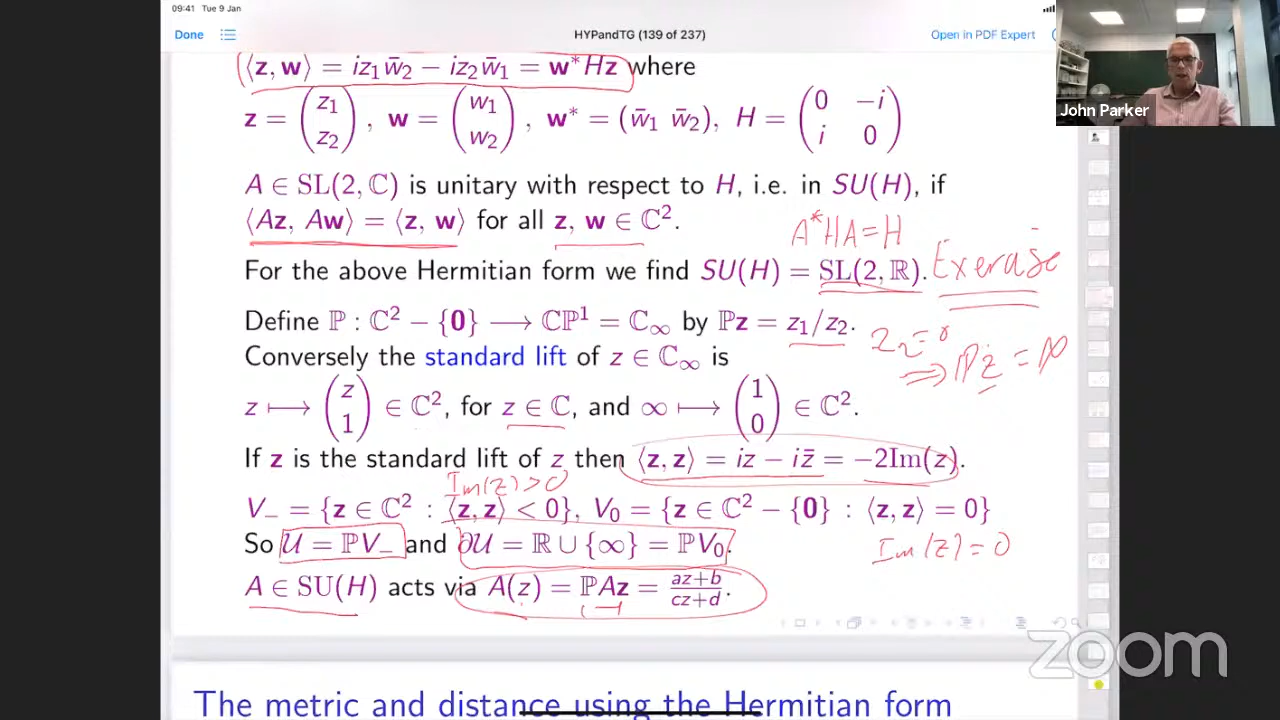 09:41 Tue 9 Jan
Done HYPandTG (139 of 237) Open in PDF Expert
John Parker
⟨z, w⟩ = iz₁w̄₂ − iz₂w̄₁ = w*Hz where
z = (z₁ z₂), w = (w₁ w₂), w* = (w̄₁ w̄₂), H = (0 −i i 0)
A ∈ SL(2, ℂ) is unitary with respect to H, i.e. in SU(H), if
⟨Az, Aw⟩ = ⟨z, w⟩ for all z, w ∈ ℂ².
A*HA = H
For the above Hermitian form we find SU(H) = SL(2, ℝ). Exercise
Define ℙ : ℂ² − {0} ⟶ ℂℙ¹ = ℂ∞ by ℙz = z₁/z₂.
z₂ = 0
Conversely the standard lift of z ∈ ℂ∞ is
⇒ ℙz = ∞
z ⟼ (z 1) ∈ ℂ², for z ∈ ℂ, and ∞ ⟼ (1 0) ∈ ℂ².
If z is the standard lift of z then ⟨z, z⟩ = iz − iz̄ = −2Im(z).
Im(z) > 0
V₋ = {z ∈ ℂ² : ⟨z, z⟩ < 0}, V₀ = {z ∈ ℂ² − {0} : ⟨z, z⟩ = 0}
So U = ℙV₋ and ∂U = ℝ ∪ {∞} = ℙV₀.
Im(z) = 0
A ∈ SU(H) acts via A(z) = ℙAz = az+b/cz+d.
zoom
The metric and distance using the Hermitian form